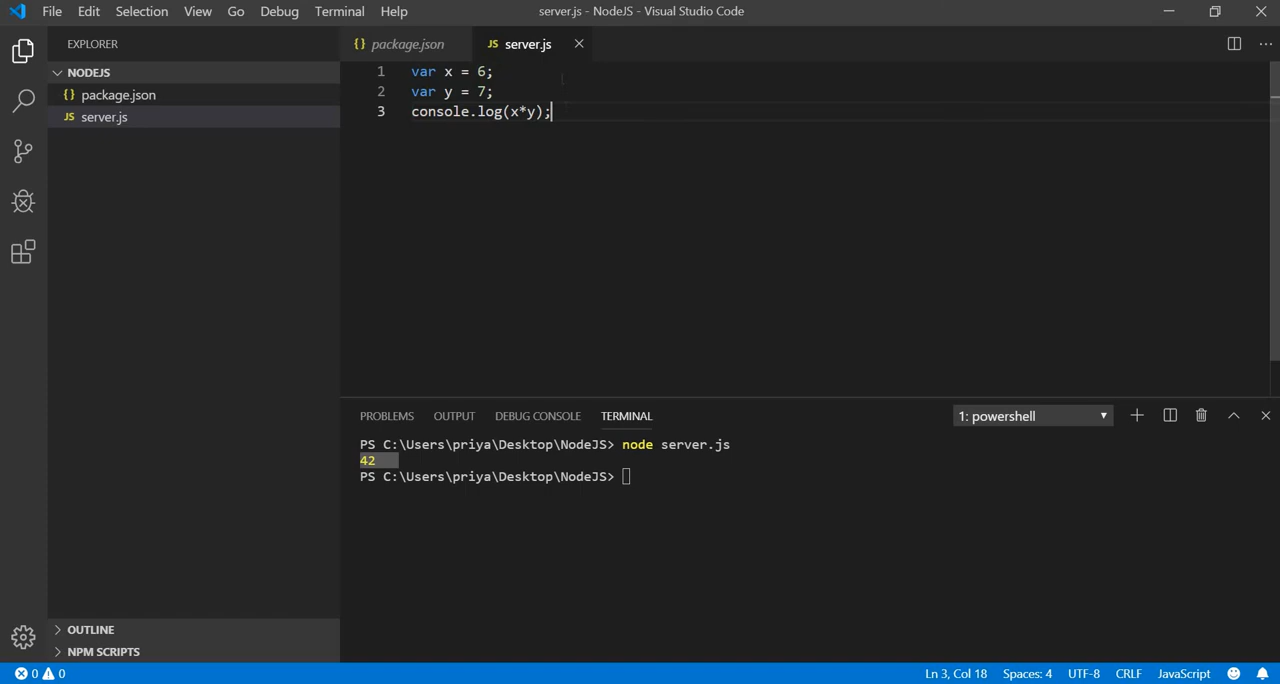 File Edit Selection View Go Debug Terminal Help
server.js - NodeJS - Visual Studio Code
EXPLORER
NODEJS
{} package.json
JS server.js
OUTLINE
NPM SCRIPTS
{} package.json
JS server.js
1 var x = 6;
2 var y = 7;
3 console.log(x*y);
PROBLEMS OUTPUT DEBUG CONSOLE TERMINAL
1: powershell
PS C:\Users\priya\Desktop\NodeJS> node server.js
42
PS C:\Users\priya\Desktop\NodeJS>
0 0
Ln 3, Col 18 Spaces: 4 UTF-8 CRLF JavaScript